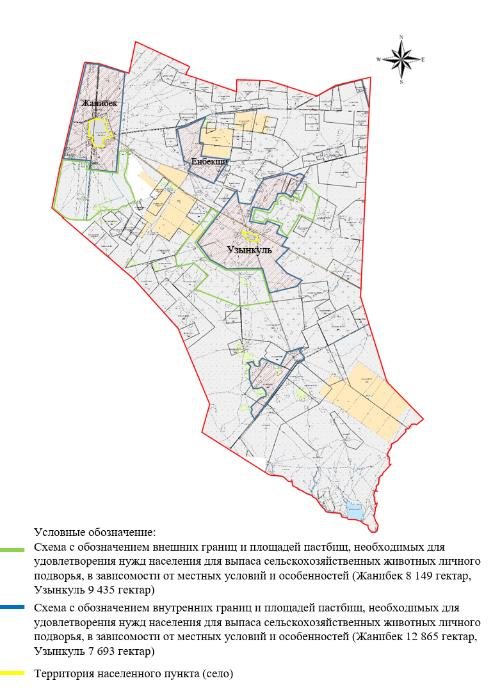 N
W E
S
Жанибек
Енбекши
Узынкуль
Условные обозначение:
Схема с обозначением внешних границ и площадей пастбищ, необходимых для
удовлетворения нужд населения для выпаса сельскохозяйственных животных личного
подворья, в зависимости от местных условий и особенностей (Жанибек 8 149 гектар,
Узынкуль 9 435 гектар)
Схема с обозначением внутренних границ и площадей пастбищ, необходимых для
удовлетворения нужд населения для выпаса сельскохозяйственных животных личного
подворья, в зависимости от местных условий и особенностей (Жанибек 12 865 гектар,
Узынкуль 7 693 гектар)
Территория населенного пункта (село)